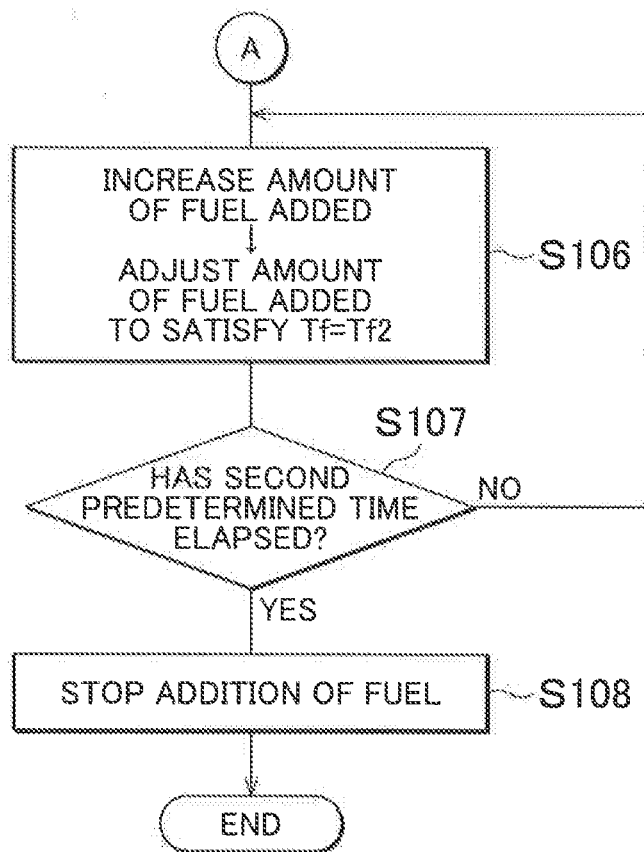 A
INCREASE AMOUNT
OF FUEL ADDED
ADJUST AMOUNT
OF FUEL ADDED
TO SATISFY Tf=Tf2
S106
S107
HAS SECOND
PREDETERMINED TIME
ELAPSED?
NO
YES
STOP ADDITION OF FUEL
S108
END